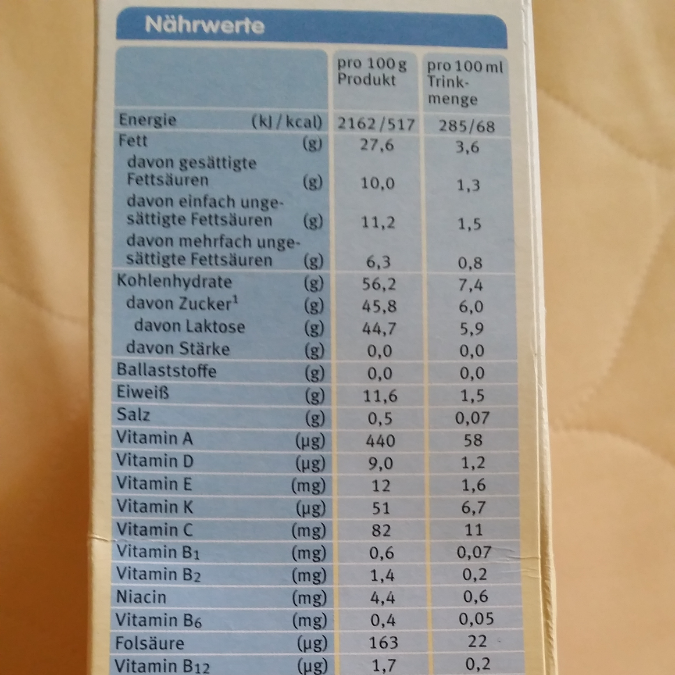 Nährwerte
pro 100 g pro 100 ml
Produkt Trink-
menge
Energie (kJ / kcal) 2162/517 285/68
Fett (g) 27,6 3,6
davon gesättigte
Fettsäuren (g) 10,0 1,3
davon einfach unge-
sättigte Fettsäuren (g) 11,2 1,5
davon mehrfach unge-
sättigte Fettsäuren (g) 6,3 0,8
Kohlenhydrate (g) 56,2 7,4
davon Zucker¹ (g) 45,8 6,0
davon Laktose (g) 44,7 5,9
davon Stärke (g) 0,0 0,0
Ballaststoffe (g) 0,0 0,0
Eiweiß (g) 11,6 1,5
Salz (g) 0,5 0,07
Vitamin A (µg) 440 58
Vitamin D (µg) 9,0 1,2
Vitamin E (mg) 12 1,6
Vitamin K (µg) 51 6,7
Vitamin C (mg) 82 11
Vitamin B1 (mg) 0,6 0,07
Vitamin B2 (mg) 1,4 0,2
Niacin (mg) 4,4 0,6
Vitamin B6 (mg) 0,4 0,05
Folsäure (µg) 163 22
Vitamin B12 (µg) 1,7 0,2